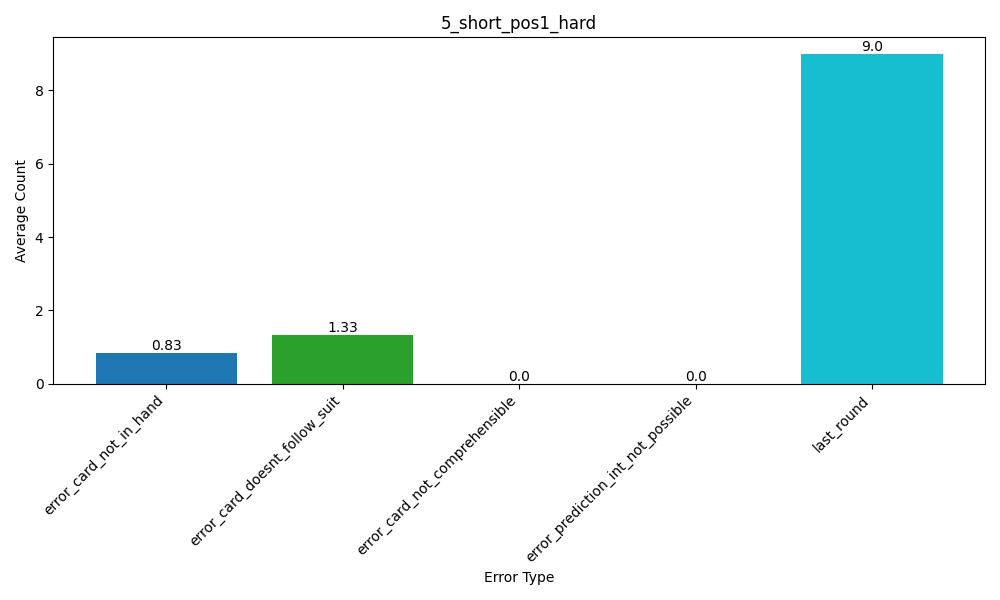 5_short_pos1_hard
Average Count
8
6
4
2
0
0.83
1.33
0.0
0.0
9.0
error_card_not_in_hand
error_card_doesnt_follow_suit
error_card_not_comprehensible
error_prediction_int_not_possible
last_round
Error Type